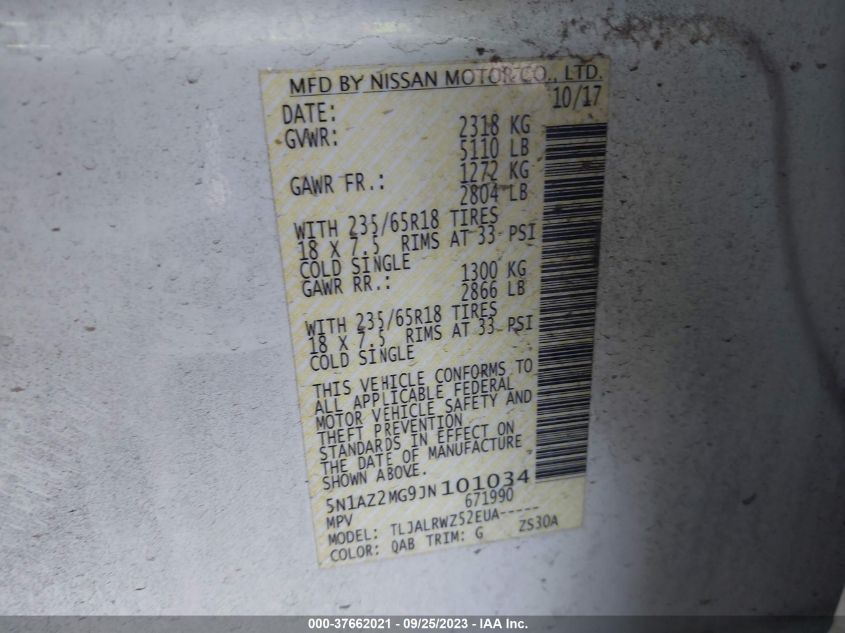 MFD BY NISSAN MOTOR CO., LTD.
DATE: 10/17
GVWR: 2318 KG
5110 LB
GAWR FR.: 1272 KG
2804 LB
WITH 235/65R18 TIRES
18 X 7.5 RIMS AT 33 PSI
COLD SINGLE
GAWR RR.: 1300 KG
2866 LB
WITH 235/65R18 TIRES
18 X 7.5 RIMS AT 33 PSI
COLD SINGLE
THIS VEHICLE CONFORMS TO
ALL APPLICABLE FEDERAL
MOTOR VEHICLE SAFETY AND
THEFT PREVENTION
STANDARDS IN EFFECT ON
THE DATE OF MANUFACTURE
SHOWN ABOVE.
5N1AZ2MG9JN101034
MPV 671990
MODEL: TLJALRWZ52EUA-----
COLOR: QAB TRIM: G ZS30A
000-37662021 - 09/25/2023 - IAA Inc.